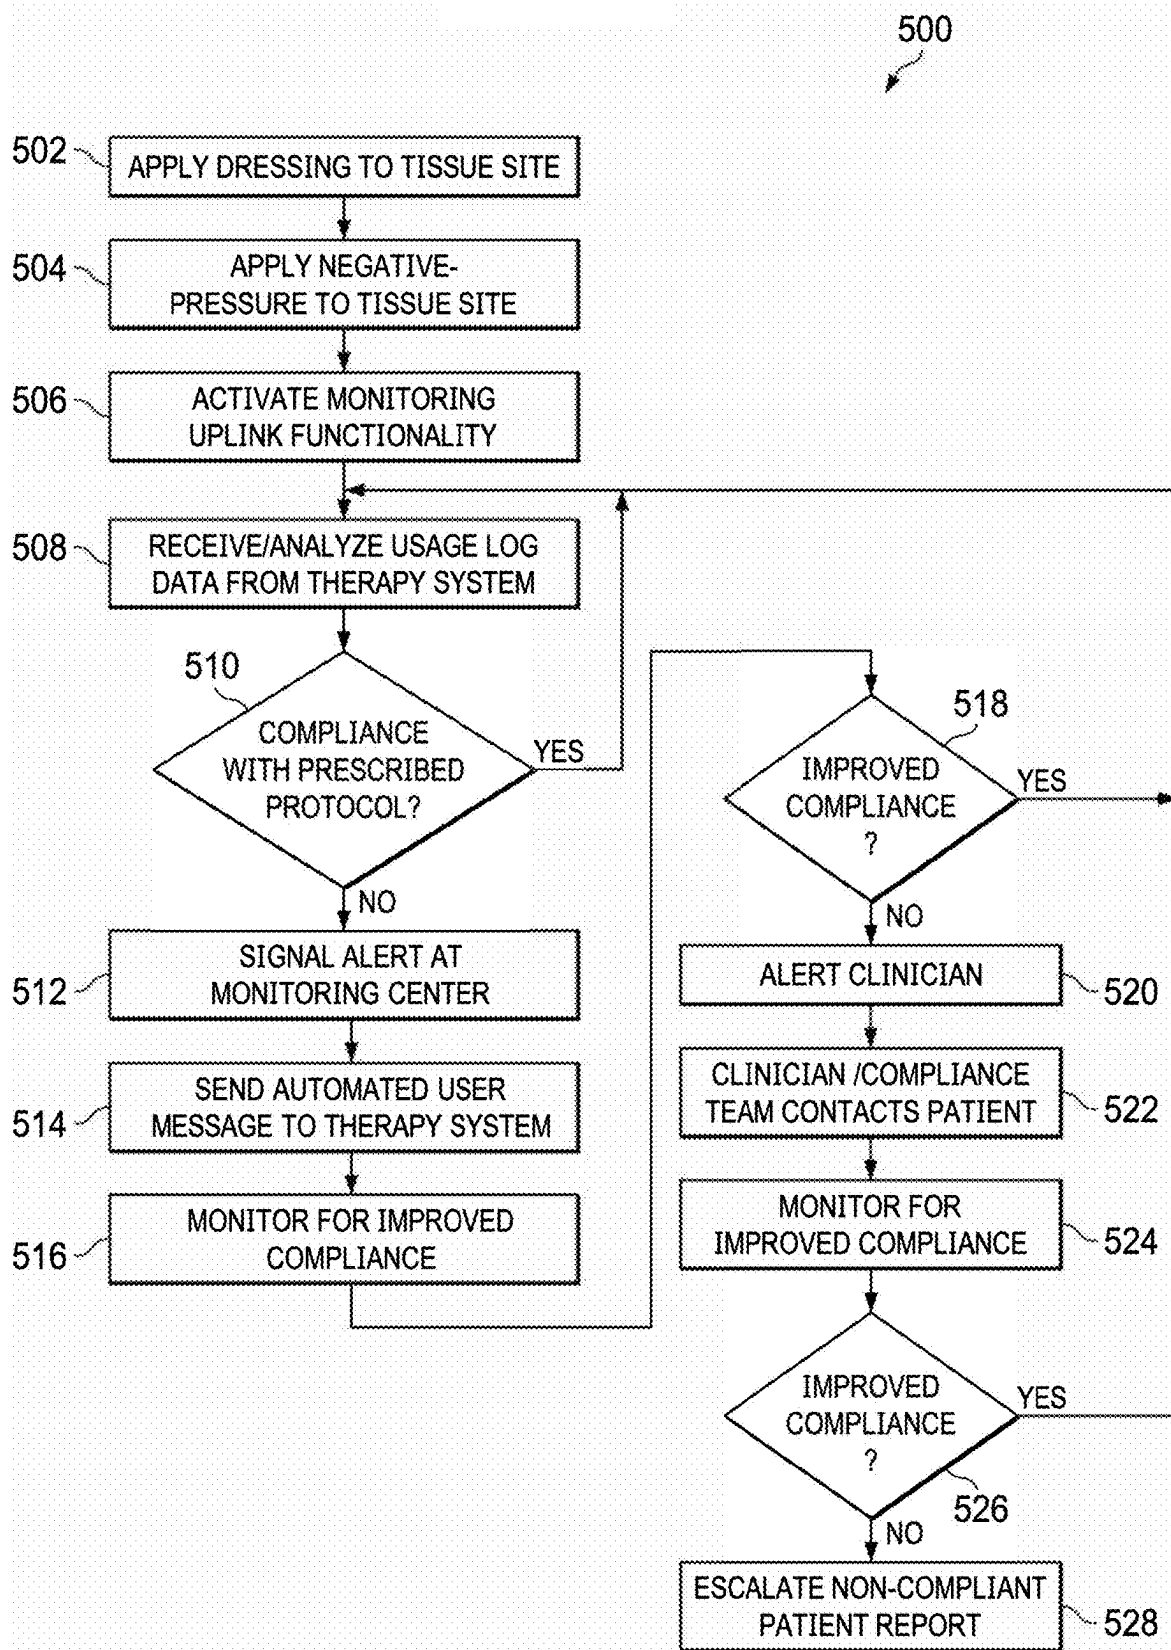 500
502
APPLY DRESSING TO TISSUE SITE
504
APPLY NEGATIVE-
PRESSURE TO TISSUE SITE
506
ACTIVATE MONITORING
UPLINK FUNCTIONALITY
508
RECEIVE/ANALYZE USAGE LOG
DATA FROM THERAPY SYSTEM
510
COMPLIANCE
WITH PRESCRIBED
PROTOCOL?
YES
NO
512
SIGNAL ALERT AT
MONITORING CENTER
514
SEND AUTOMATED USER
MESSAGE TO THERAPY SYSTEM
516
MONITOR FOR IMPROVED
COMPLIANCE
518
IMPROVED
COMPLIANCE
?
YES
NO
ALERT CLINICIAN
520
CLINICIAN /COMPLIANCE
TEAM CONTACTS PATIENT
522
MONITOR FOR
IMPROVED COMPLIANCE
524
IMPROVED
COMPLIANCE
?
YES
526
NO
ESCALATE NON-COMPLIANT
PATIENT REPORT
528